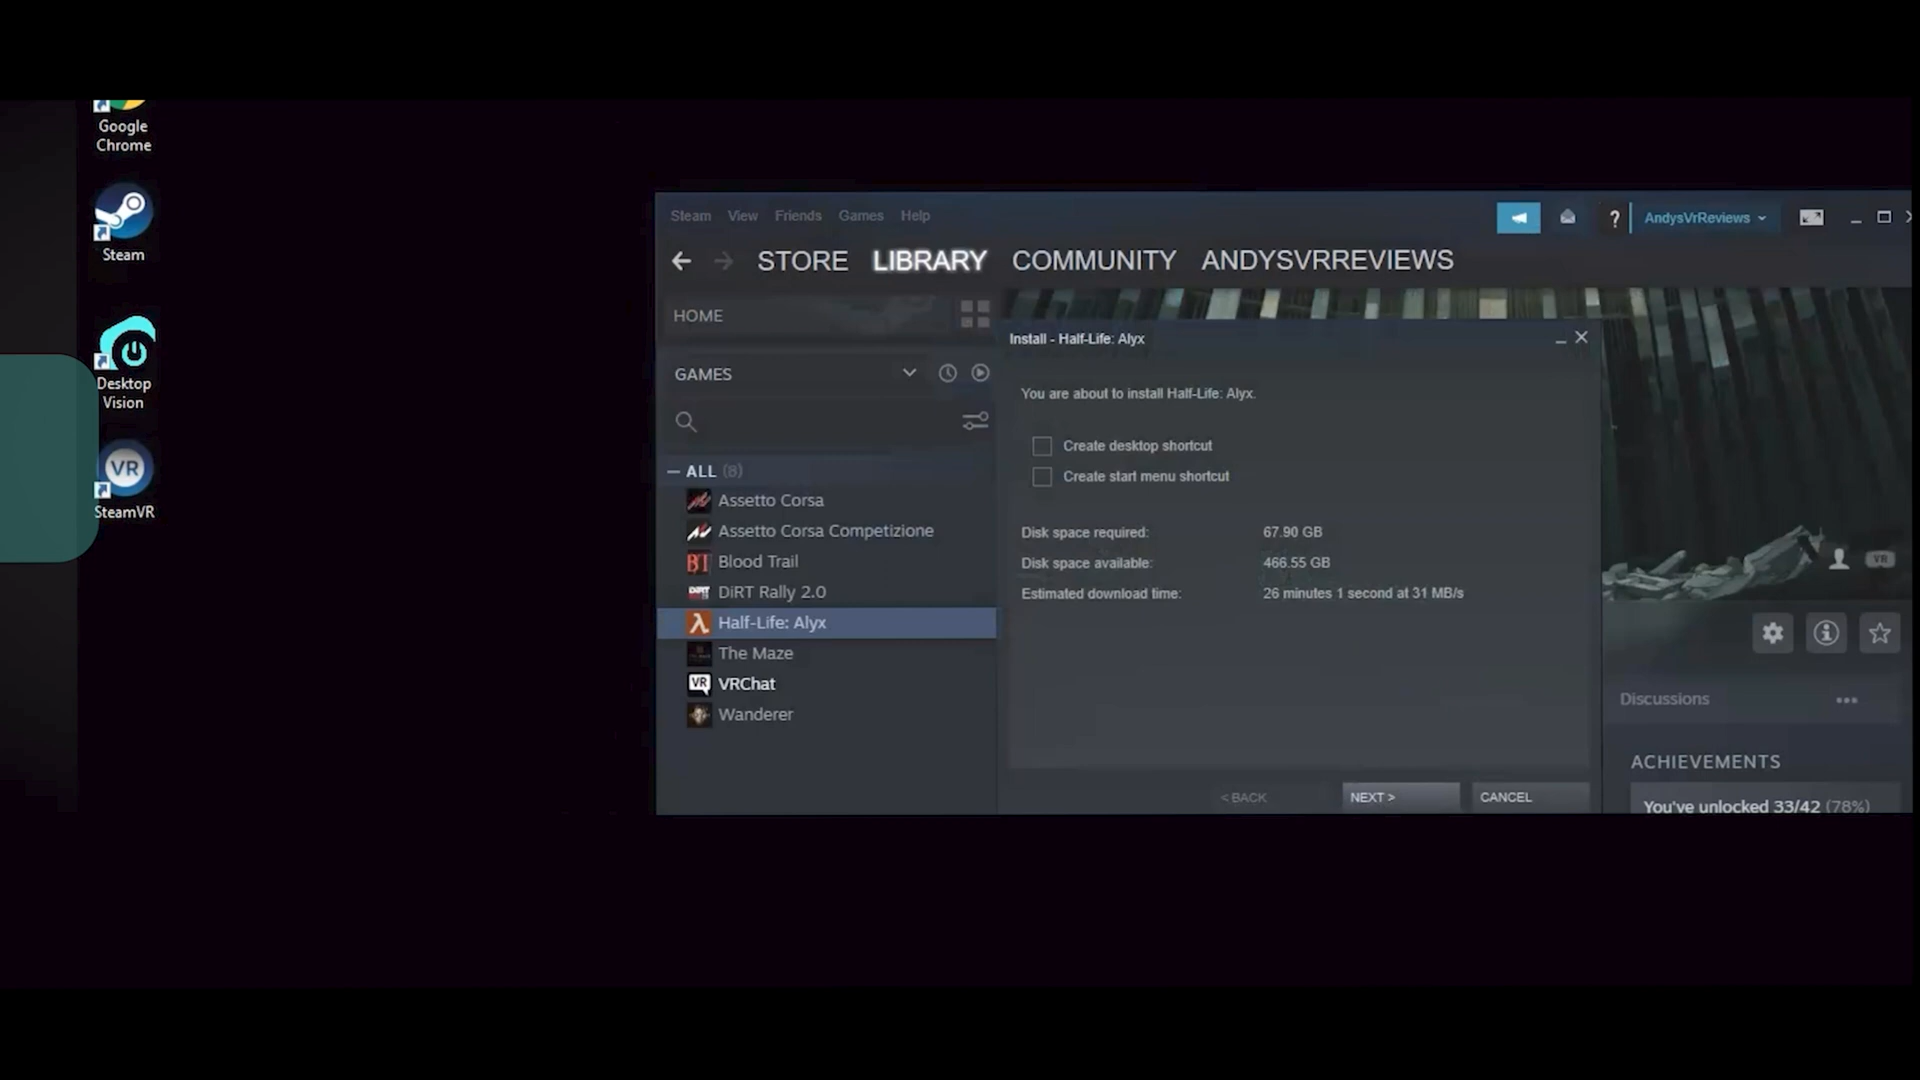 Google
Chrome
Steam
Desktop
Vision
VR
SteamVR
Steam View Friends Games Help
? AndysVrReviews
STORE LIBRARY COMMUNITY ANDYSVRREVIEWS
HOME
GAMES
ALL (8)
Assetto Corsa
Assetto Corsa Competizione
BT Blood Trail
DiRT Rally 2.0
Half-Life: Alyx
The Maze
VR VRChat
Wanderer
Install - Half-Life: Alyx
You are about to install Half-Life: Alyx.
Create desktop shortcut
Create start menu shortcut
Disk space required: 67.90 GB
Disk space available: 466.55 GB
Estimated download time: 26 minutes 1 second at 31 MB/s
< BACK NEXT > CANCEL
VR
Discussions
ACHIEVEMENTS
You've unlocked 33/42 (78%)